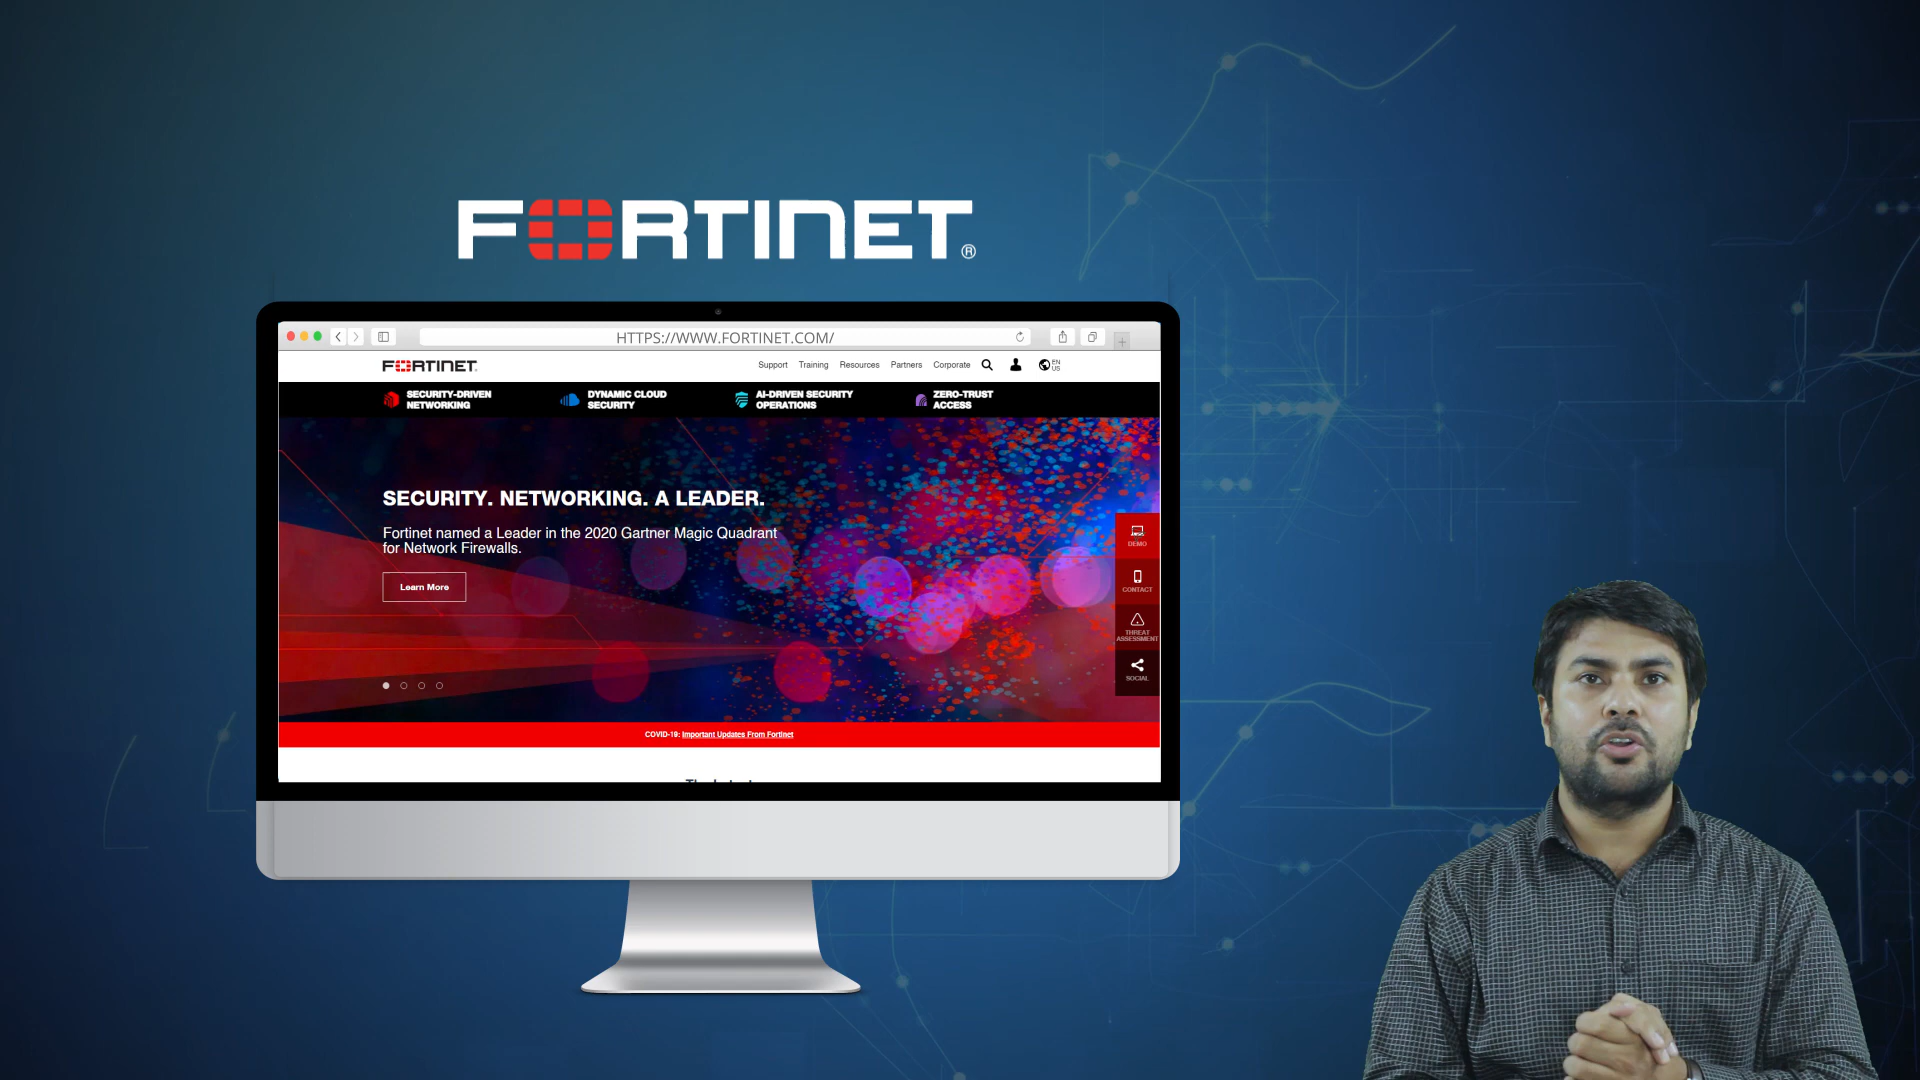 FORTINET®
HTTPS://WWW.FORTINET.COM/
FORTINET
Support Training Resources Partners Corporate EN US
SECURITY-DRIVEN NETWORKING
DYNAMIC CLOUD SECURITY
AI-DRIVEN SECURITY OPERATIONS
ZERO-TRUST ACCESS
SECURITY. NETWORKING. A LEADER.
Fortinet named a Leader in the 2020 Gartner Magic Quadrant
for Network Firewalls.
Learn More
DEMO
CONTACT
THREAT
ASSESSMENT
SOCIAL
COVID-19: Important Updates From Fortinet